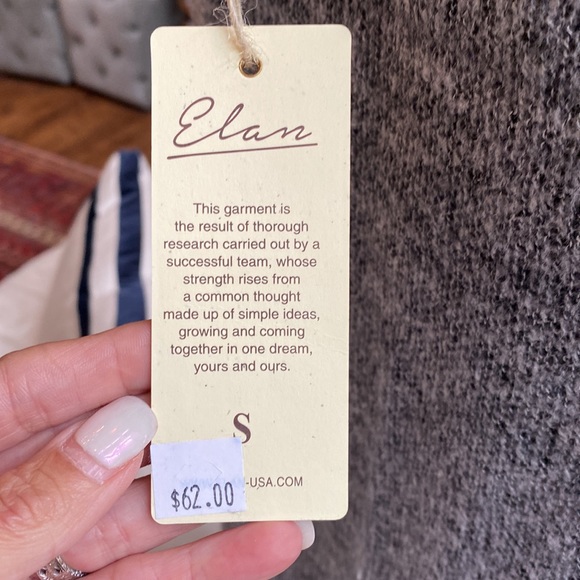 Elan
This garment is
the result of thorough
research carried out by a
successful team, whose
strength rises from
a common thought
made up of simple ideas,
growing and coming
together in one dream,
yours and ours.
S
-USA.COM
$62.00